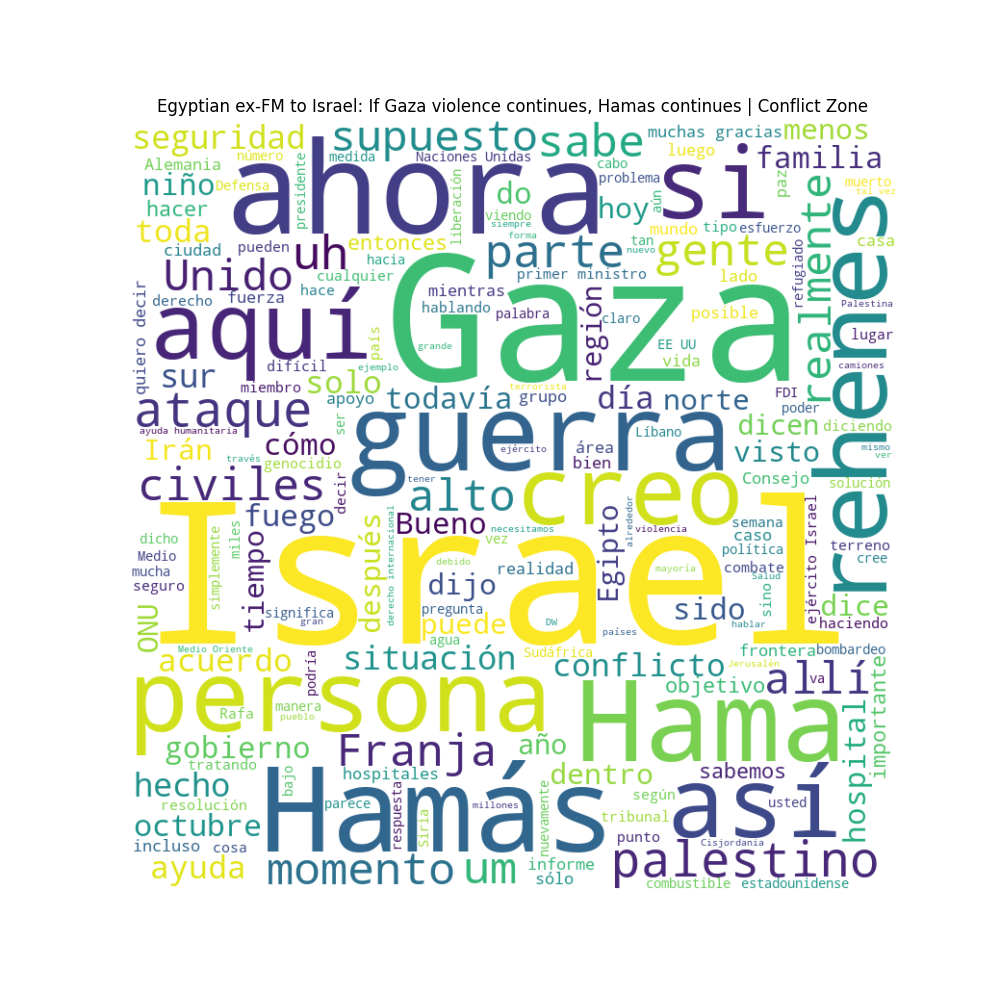 Egyptian ex-FM to Israel: If Gaza violence continues, Hamas continues | Conflict Zone
seguridad
supuesto
sabe
muchas gracias
menos
Alemania
número
medida
Naciones Unidas
cabo
luego
familia
niño
Defensa
presidente
ahora
liberación
do
problema
si
paz
muerto
tal vez
hacer
viendo
siempre
forma
hoy
aún
mundo
tipo
esfuerzo
realmente
rehenes
toda
ciudad
pueden
uh
entonces
hacia
parte
tan
nuevo
gente
lado
refugiado
casa
Unido
cualquier
primer ministro
quiero decir
derecho
fuerza
hace
mientras
hablando
palabra
claro
posible
Palestina
aquí
país
Gaza
región
EE UU
vida
lugar
grande
difícil
ejemplo
camiones
sur
miembro
solo
terrorista
FDI
ataque
apoyo
todavía
grupo
día
norte
poder
ayuda humanitaria
ser
guerra
dicen
diciendo
Irán
cómo
ejército
área
Líbano
visto
mismo
ver
través
genocidio
bien
civiles
decir
tener
creo
Consejo
solución
fuego
alto
Bueno
necesitamos
alrededor
violencia
semana
dicho
miles
simplemente
tiempo
después
derecho internacional
vez
Egipto
caso
política
ejército Israel
terreno
Medio
mucha
seguro
Israel
debido
realidad
mayoría
combate
Salud
cree
dijo
sino
ONU
significa
gran
pregunta
puede
agua
DW
países
sido
hablar
dice
haciendo
Medio Oriente
acuerdo
podría
situación
Sudáfrica
conflicto
frontera
bombardeo
Jerusalén
allí
va
persona
manera
Rafa
pueblo
Hama
objetivo
hospital
importante
gobierno
tratando
Franja
año
hecho
bajo
hospitales
dentro
sabemos
resolución
Hamás
parece
respuesta
Siria
millones
nuevamente
según
así
usted
octubre
tribunal
incluso
cosa
punto
Cisjordania
ayuda
momento
um
informe
sólo
palestino
combustible
estadounidense